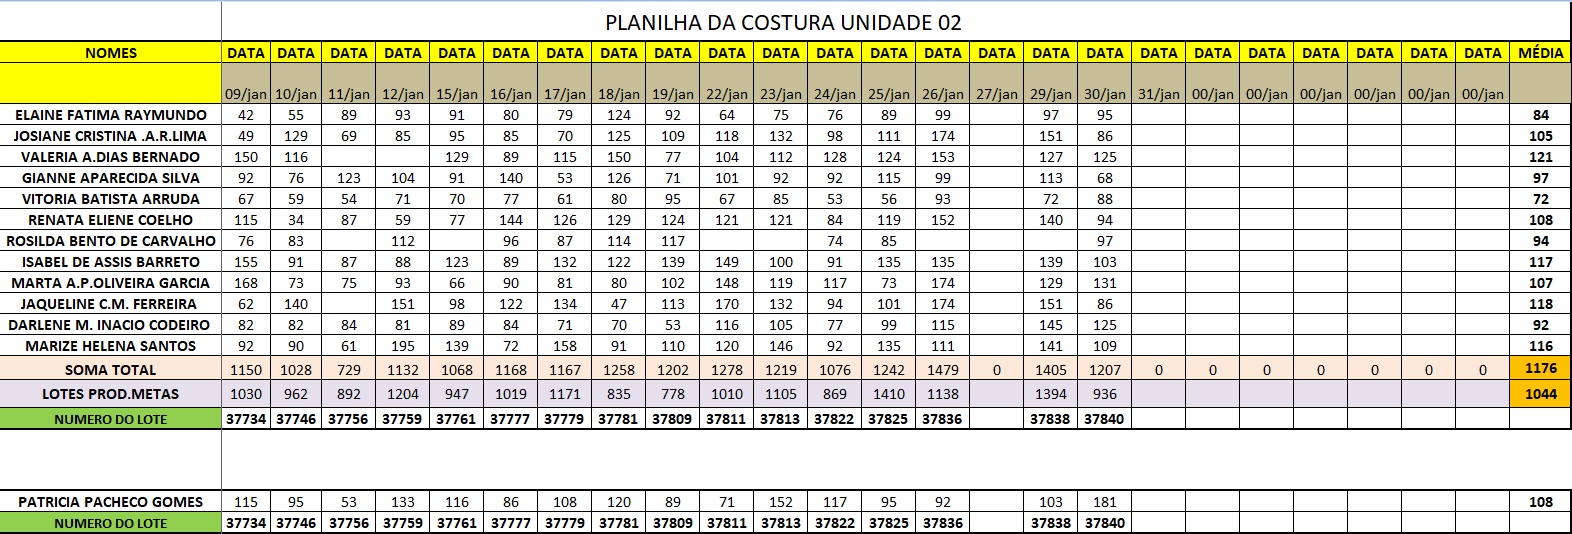 PLANILHA DA COSTURA UNIDADE 02
NOMES DATA DATA DATA DATA DATA DATA DATA DATA DATA DATA DATA DATA DATA DATA DATA DATA DATA DATA DATA DATA DATA DATA DATA DATA MÉDIA
09/jan 10/jan 11/jan 12/jan 15/jan 16/jan 17/jan 18/jan 19/jan 22/jan 23/jan 24/jan 25/jan 26/jan 27/jan 29/jan 30/jan 31/jan 00/jan 00/jan 00/jan 00/jan 00/jan 00/jan
ELAINE FATIMA RAYMUNDO 42 55 89 93 91 80 79 124 92 64 75 76 89 99 97 95 84
JOSIANE CRISTINA .A.R.LIMA 49 129 69 85 95 85 70 125 109 118 132 98 111 174 151 86 105
VALERIA A.DIAS BERNADO 150 116 129 89 115 150 77 104 112 128 124 153 127 125 121
GIANNE APARECIDA SILVA 92 76 123 104 91 140 53 126 71 101 92 92 115 99 113 68 97
VITORIA BATISTA ARRUDA 67 59 54 71 70 77 61 80 95 67 85 53 56 93 72 88 72
RENATA ELIENE COELHO 115 34 87 59 77 144 126 129 124 121 121 84 119 152 140 94 108
ROSILDA BENTO DE CARVALHO 76 83 112 96 87 114 117 74 85 97 94
ISABEL DE ASSIS BARRETO 155 91 87 88 123 89 132 122 139 149 100 91 135 135 139 103 117
MARTA A.P.OLIVEIRA GARCIA 168 73 75 93 66 90 81 80 102 148 119 117 73 174 129 131 107
JAQUELINE C.M. FERREIRA 62 140 151 98 122 134 47 113 170 132 94 101 174 151 86 118
DARLENE M. INACIO CODEIRO 82 82 84 81 89 84 71 70 53 116 105 77 99 115 145 125 92
MARIZE HELENA SANTOS 92 90 61 195 139 72 158 91 110 120 146 92 135 111 141 109 116
SOMA TOTAL 1150 1028 729 1132 1068 1168 1167 1258 1202 1278 1219 1076 1242 1479 0 1405 1207 0 0 0 0 0 0 0 1176
LOTES PROD.METAS 1030 962 892 1204 947 1019 1171 835 778 1010 1105 869 1410 1138 1394 936 1044
NUMERO DO LOTE 37734 37746 37756 37759 37761 37777 37779 37781 37809 37811 37813 37822 37825 37836 37838 37840
PATRICIA PACHECO GOMES 115 95 53 133 116 86 108 120 89 71 152 117 95 92 103 181 108
NUMERO DO LOTE 37734 37746 37756 37759 37761 37777 37779 37781 37809 37811 37813 37822 37825 37836 37838 37840